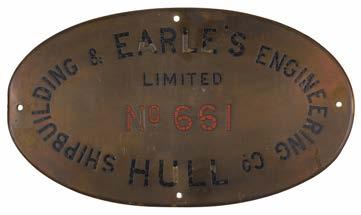 EARLE'S
SHIPBUILDING & ENGINEERING Co
LIMITED
No 661
HULL